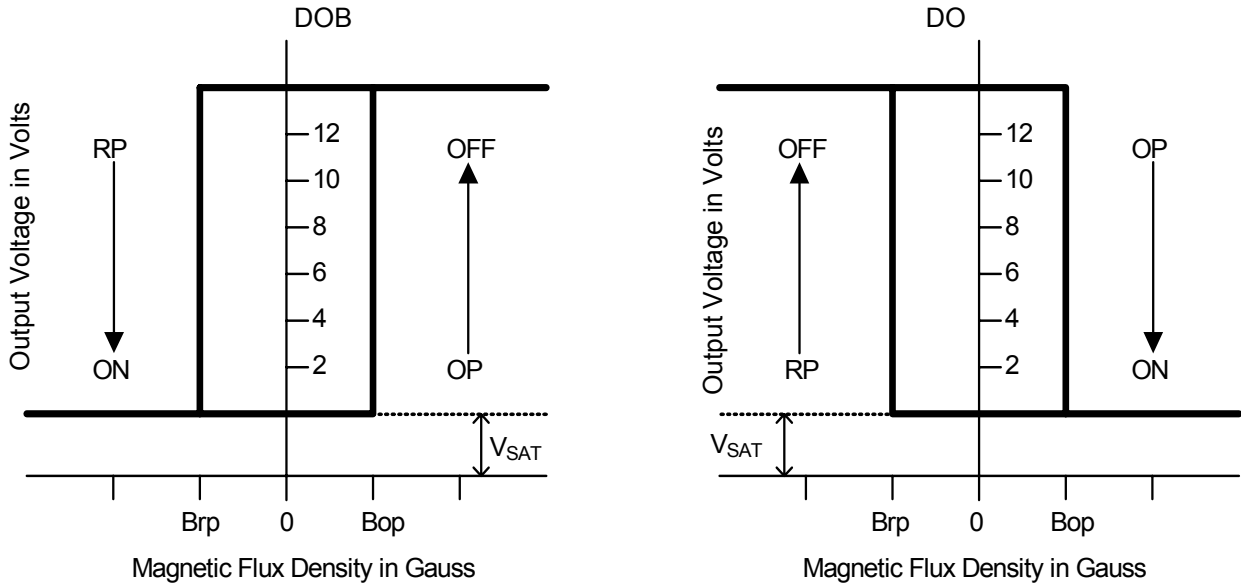 DOB
Output Voltage in Volts
12
10
8
6
4
2
RP
ON
OFF
OP
VSAT
Brp 0 Bop
Magnetic Flux Density in Gauss
DO
Output Voltage in Volts
12
10
8
6
4
2
OFF
RP
OP
ON
VSAT
Brp 0 Bop
Magnetic Flux Density in Gauss